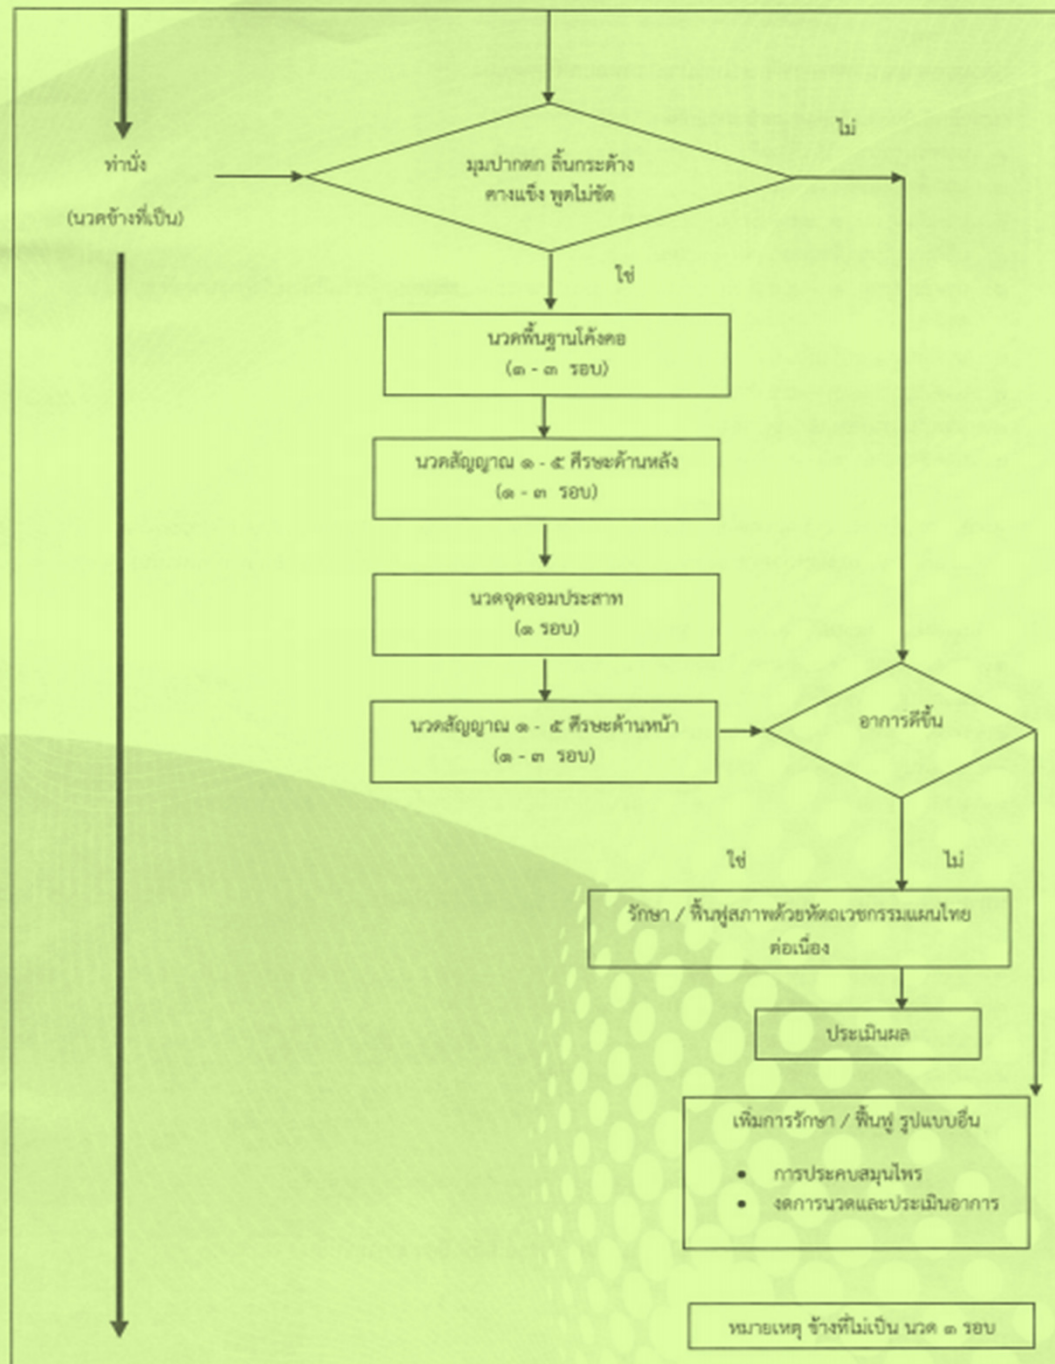 ไม่
ท่านั่ง
(นวดข้างที่เป็น)
มุมปากตก ลิ้นกระด้าง
คางแข็ง พูดไม่ชัด
ใช่
นวดพื้นฐานโค้งคอ
(๑ - ๓ รอบ)
นวดสัญญาณ ๑ - ๕ ศีรษะด้านหลัง
(๑ - ๓ รอบ)
นวดจุดจอมประสาท
(๑ รอบ)
นวดสัญญาณ ๑ - ๕ ศีรษะด้านหน้า
(๑ - ๓ รอบ)
อาการดีขึ้น
ใช่
ไม่
รักษา / ฟื้นฟูสภาพด้วยหัตถเวชกรรมแผนไทย
ต่อเนื่อง
ประเมินผล
เพิ่มการรักษา / ฟื้นฟู รูปแบบอื่น
• การประคบสมุนไพร
• งดการนวดและประเมินอาการ
หมายเหตุ ข้างที่ไม่เป็น นวด ๑ รอบ